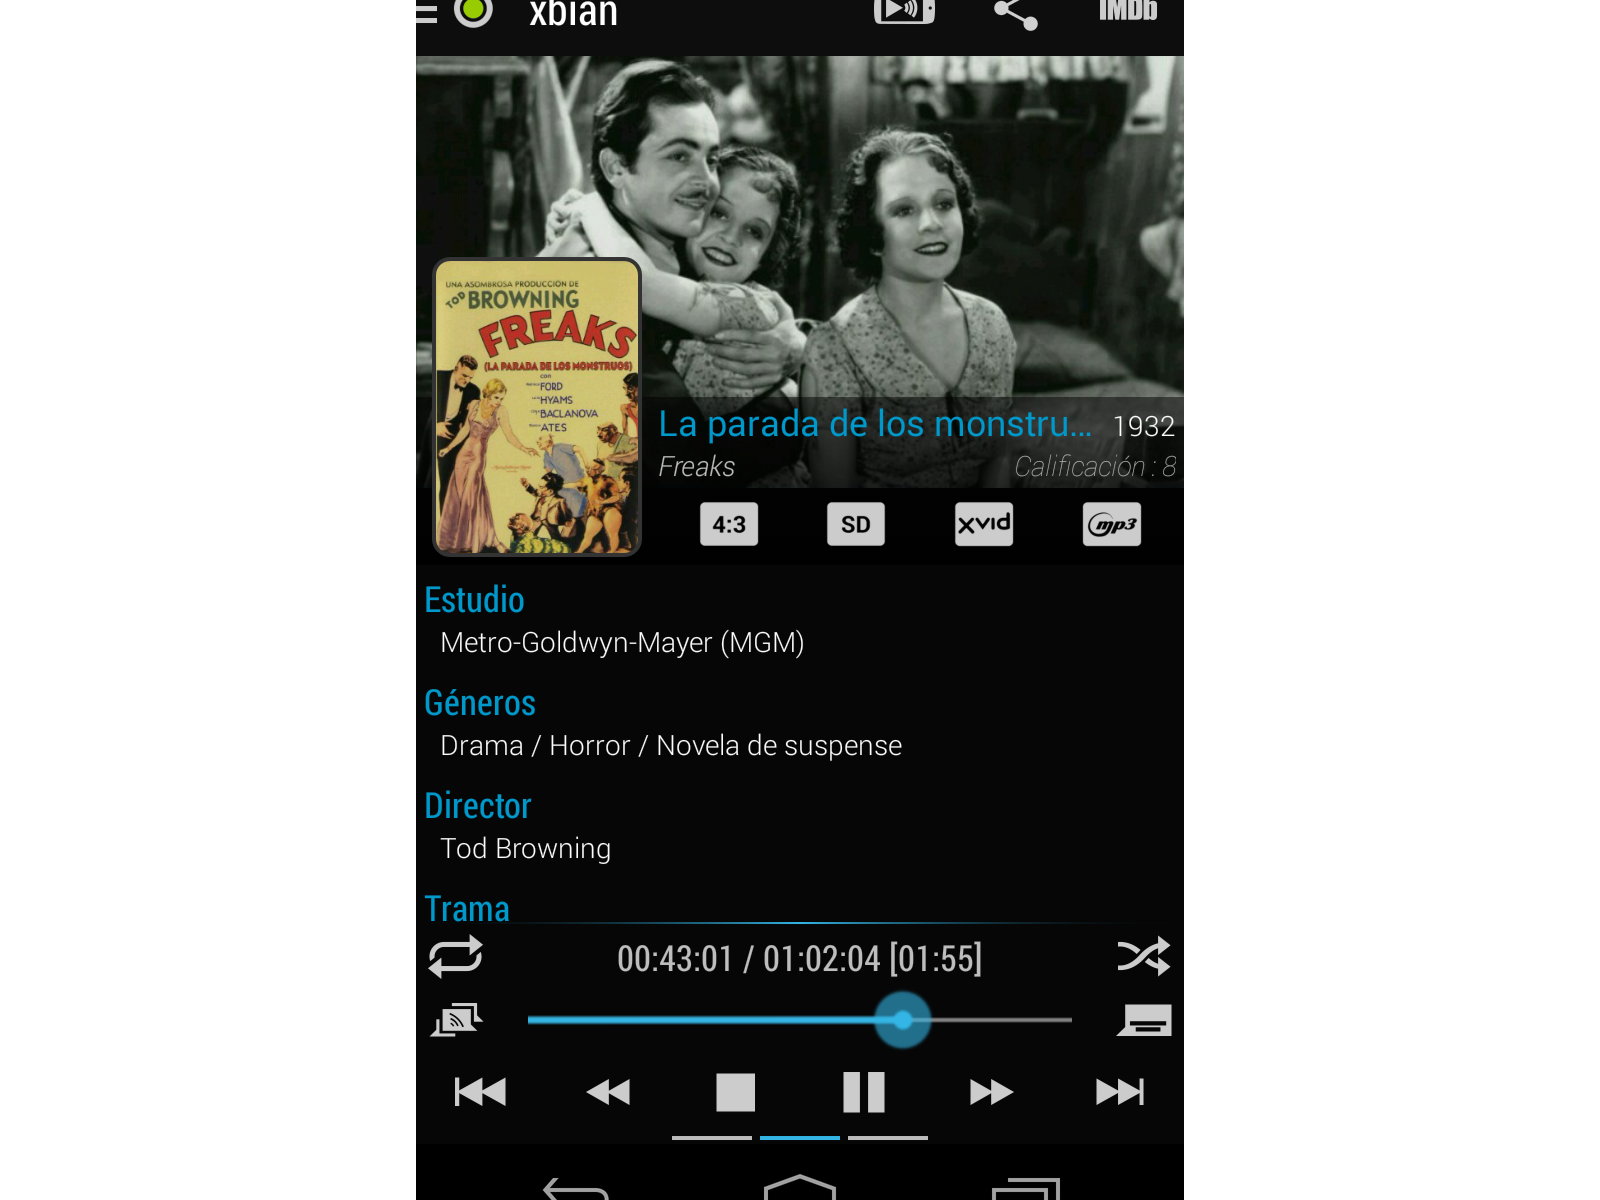 xbian
IMDb
UNA ASOMBROSA PRODUCCIÓN DE
TOD BROWNING
FREAKS
(LA PARADA DE LOS MONSTRUOS)
con
FORD
HYAMS
BACLANOVA
ATES
La parada de los monstru... 1932
Freaks Calificación : 8
4:3 SD xvid mp3
Estudio
Metro-Goldwyn-Mayer (MGM)
Géneros
Drama / Horror / Novela de suspense
Director
Tod Browning
Trama
00:43:01 / 01:02:04 [01:55]